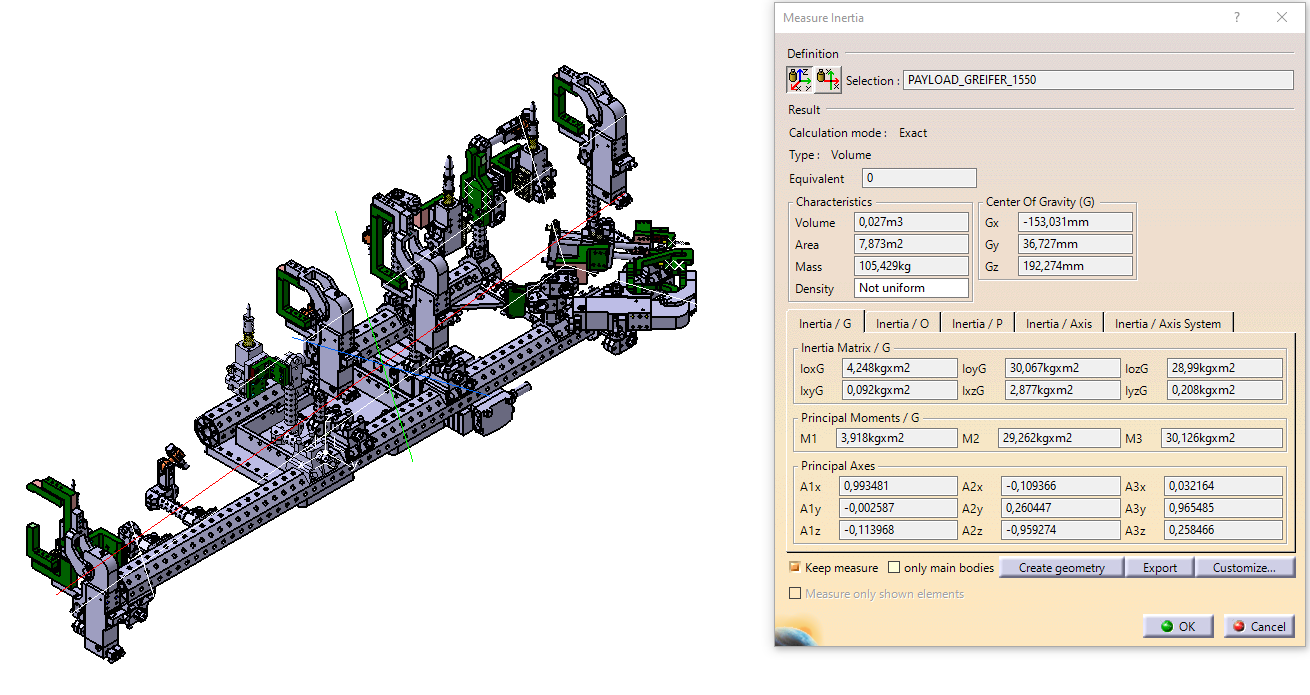 Measure Inertia ?
Definition
Selection : PAYLOAD_GREIFER_1550
Result
Calculation mode : Exact
Type : Volume
Equivalent 0
Characteristics Center Of Gravity (G)
Volume 0,027m3 Gx -153,031mm
Area 7,873m2 Gy 36,727mm
Mass 105,429kg Gz 192,274mm
Density Not uniform
Inertia / G Inertia / O Inertia / P Inertia / Axis Inertia / Axis System
Inertia Matrix / G
IoxG 4,248kgxm2 IoyG 30,067kgxm2 IozG 28,99kgxm2
IxyG 0,092kgxm2 IxzG 2,877kgxm2 IyzG 0,208kgxm2
Principal Moments / G
M1 3,918kgxm2 M2 29,262kgxm2 M3 30,126kgxm2
Principal Axes
A1x 0,993481 A2x -0,109366 A3x 0,032164
A1y -0,002587 A2y 0,260447 A3y 0,965485
A1z -0,113968 A2z -0,959274 A3z 0,258466
Keep measure only main bodies Create geometry Export Customize...
Measure only shown elements
OK Cancel